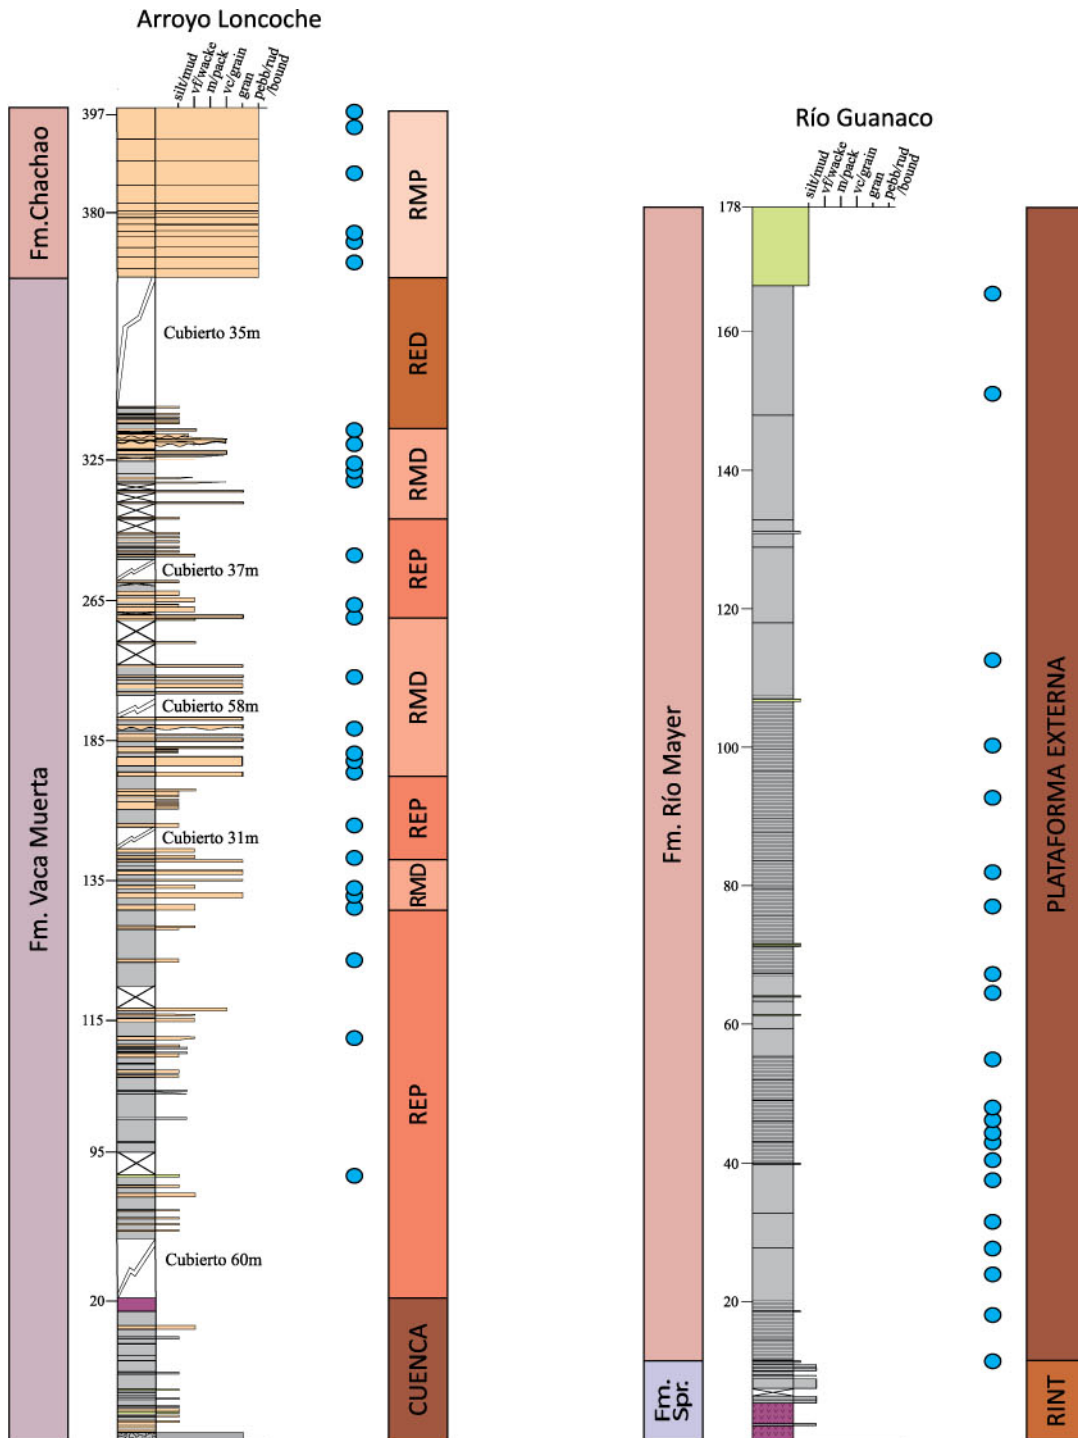 Arroyo Loncoche
silt/mud
vf/wacke
m/pack
vc/grain
gran
pebb/rud
/bound
Fm.Chachao
Fm. Vaca Muerta
397
380
325
265
185
135
115
95
20
Cubierto 35m
Cubierto 37m
Cubierto 58m
Cubierto 31m
Cubierto 60m
RMP
RED
RMD
REP
RMD
REP
RMD
REP
CUENCA
Río Guanaco
silt/mud
vf/wacke
m/pack
vc/grain
gran
pebb/rud
/bound
Fm. Río Mayer
Fm.
Spr.
178
160
140
120
100
80
60
40
20
PLATAFORMA EXTERNA
RINT